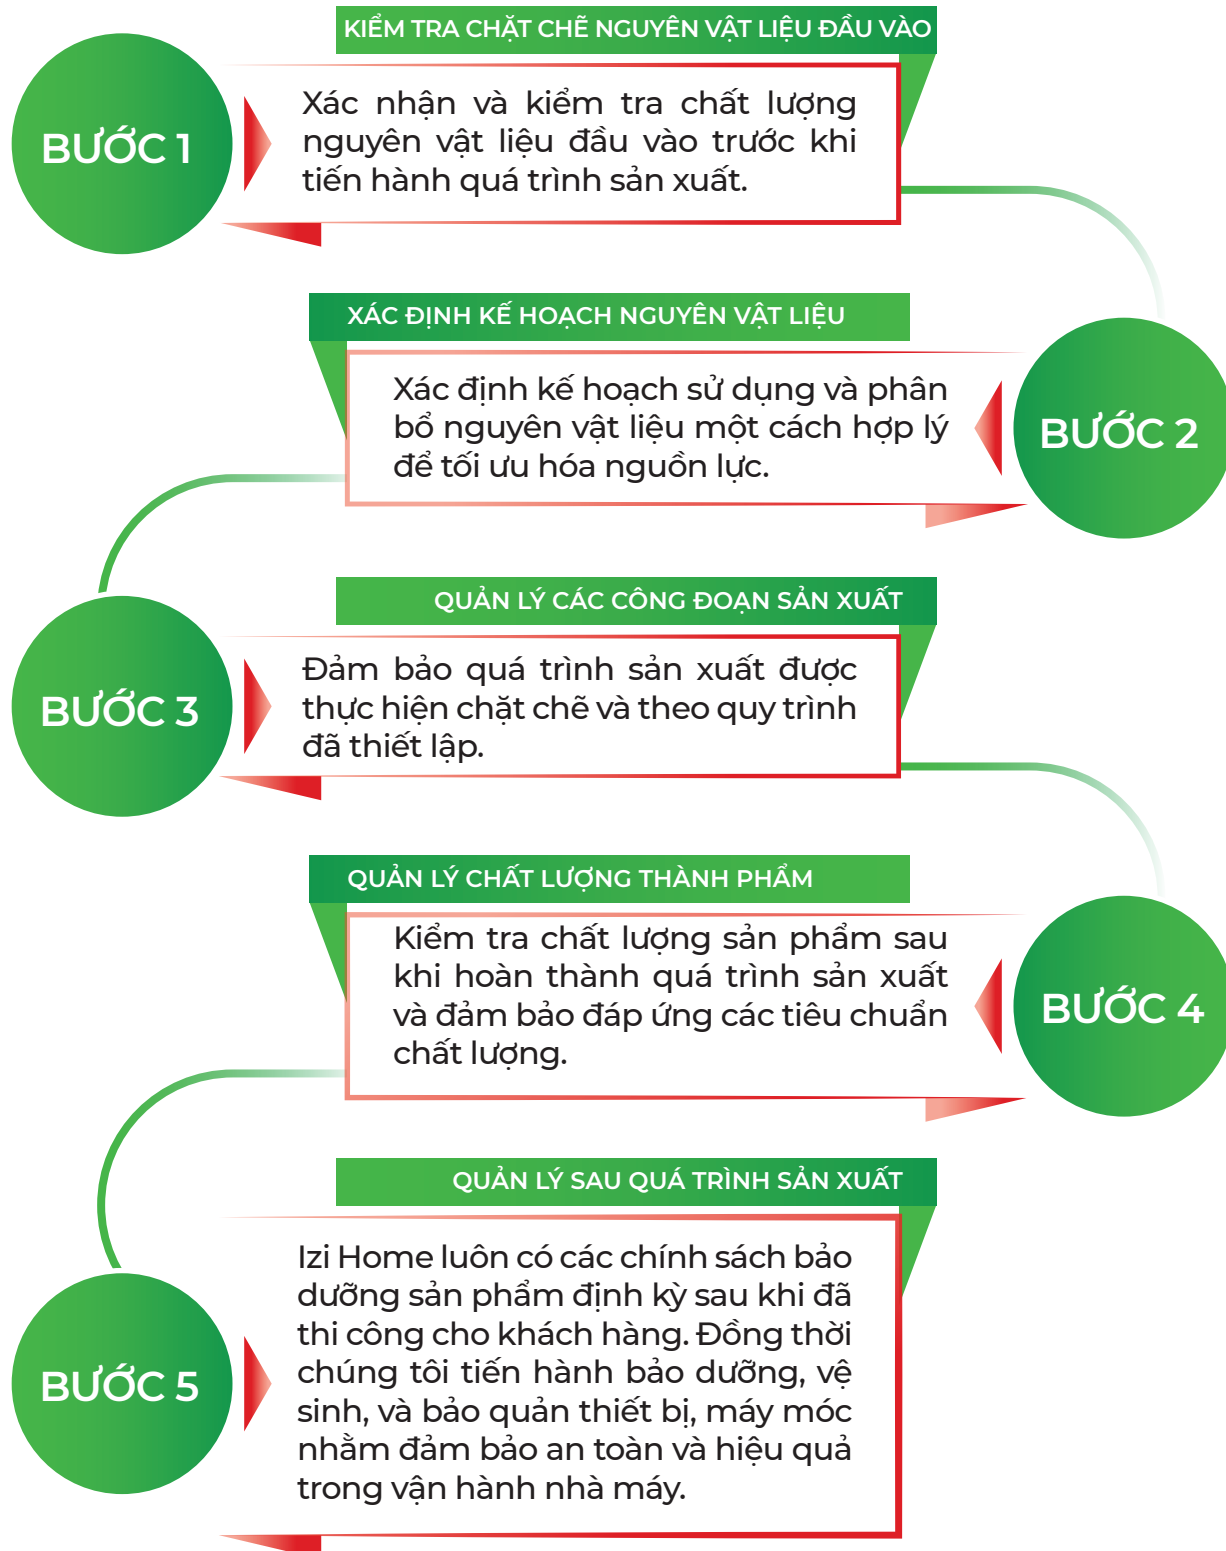 KIỂM TRA CHẶT CHẼ NGUYÊN VẬT LIỆU ĐẦU VÀO
BƯỚC 1
Xác nhận và kiểm tra chất lượng
nguyên vật liệu đầu vào trước khi
tiến hành quá trình sản xuất.
XÁC ĐỊNH KẾ HOẠCH NGUYÊN VẬT LIỆU
Xác định kế hoạch sử dụng và phân
bổ nguyên vật liệu một cách hợp lý
để tối ưu hóa nguồn lực.
BƯỚC 2
QUẢN LÝ CÁC CÔNG ĐOẠN SẢN XUẤT
BƯỚC 3
Đảm bảo quá trình sản xuất được
thực hiện chặt chẽ và theo quy trình
đã thiết lập.
QUẢN LÝ CHẤT LƯỢNG THÀNH PHẨM
Kiểm tra chất lượng sản phẩm sau
khi hoàn thành quá trình sản xuất
và đảm bảo đáp ứng các tiêu chuẩn
chất lượng.
BƯỚC 4
QUẢN LÝ SAU QUÁ TRÌNH SẢN XUẤT
BƯỚC 5
Izi Home luôn có các chính sách bảo
dưỡng sản phẩm định kỳ sau khi đã
thi công cho khách hàng. Đồng thời
chúng tôi tiến hành bảo dưỡng, vệ
sinh, và bảo quản thiết bị, máy móc
nhằm đảm bảo an toàn và hiệu quả
trong vận hành nhà máy.